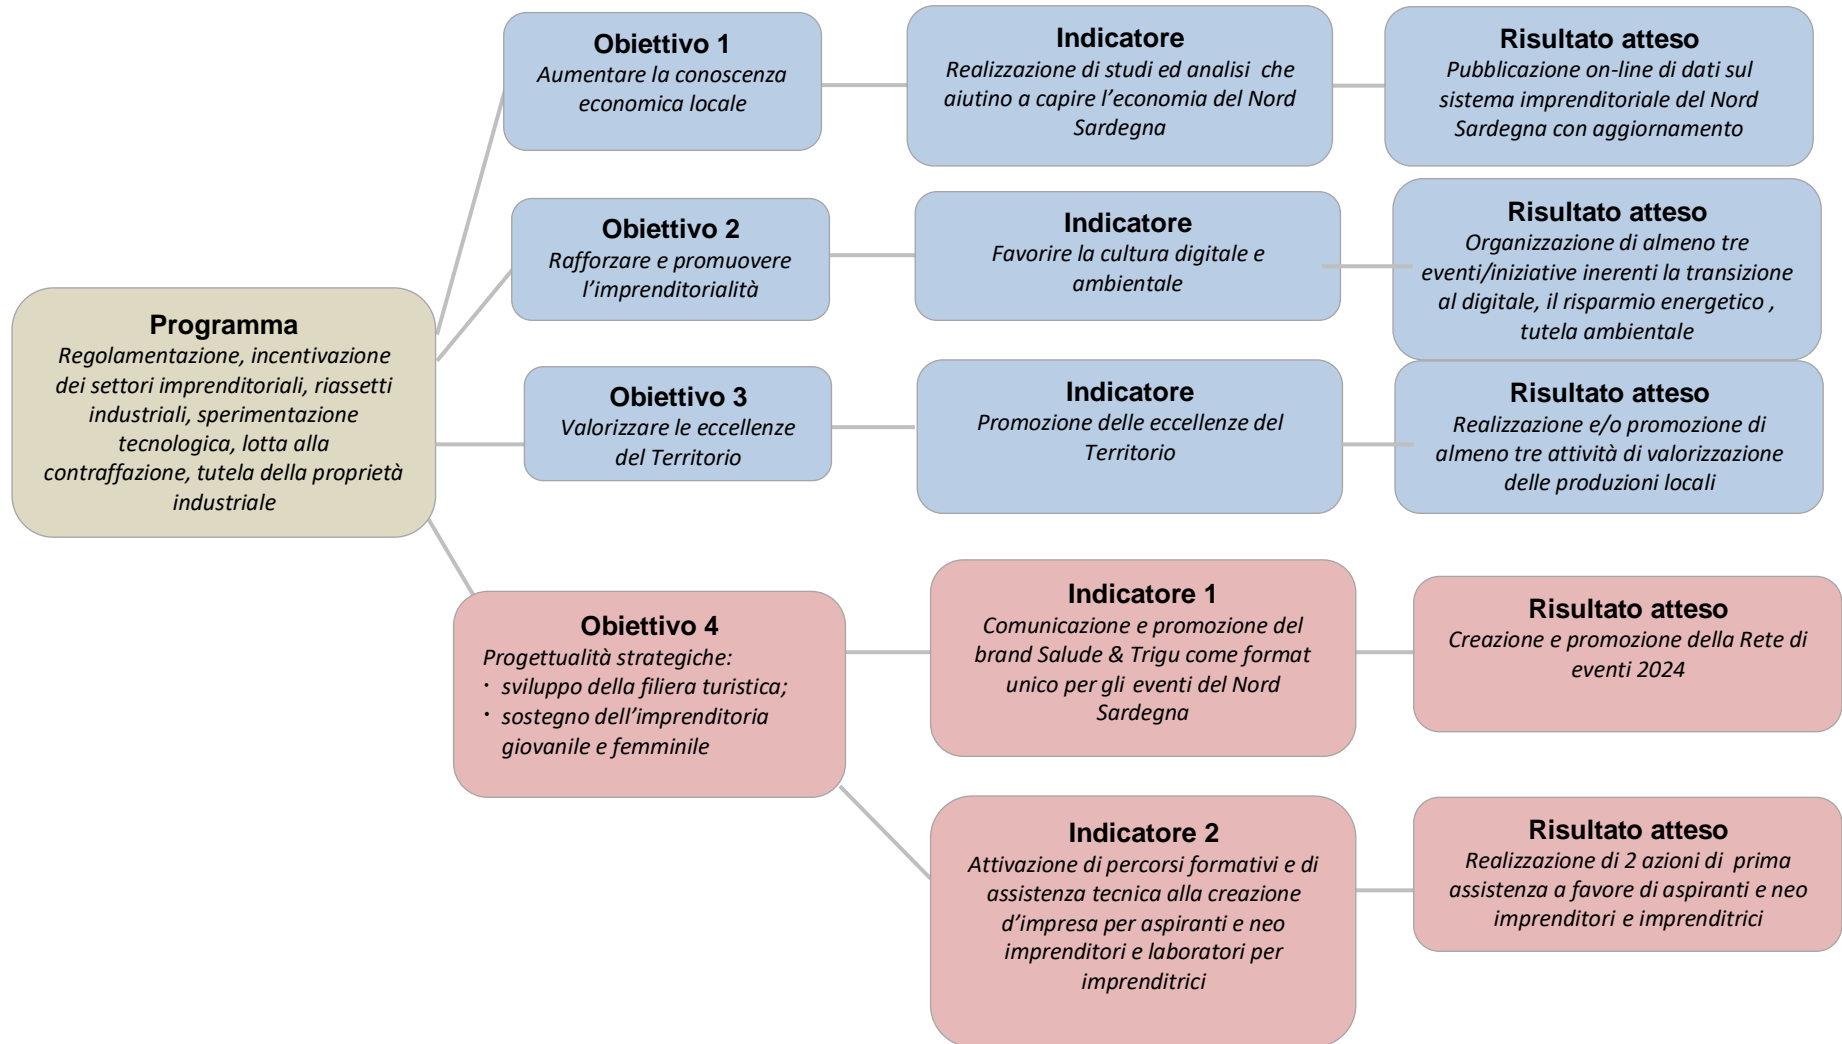 Programma
Regolamentazione, incentivazione
dei settori imprenditoriali, riassetti
industriali, sperimentazione
tecnologica, lotta alla
contraffazione, tutela della proprietà
industriale
Obiettivo 1
Aumentare la conoscenza
economica locale
Indicatore
Realizzazione di studi ed analisi che
aiutino a capire l’economia del Nord
Sardegna
Risultato atteso
Pubblicazione on-line di dati sul
sistema imprenditoriale del Nord
Sardegna con aggiornamento
Obiettivo 2
Rafforzare e promuovere
l’imprenditorialità
Indicatore
Favorire la cultura digitale e
ambientale
Risultato atteso
Organizzazione di almeno tre
eventi/iniziative inerenti la transizione
al digitale, il risparmio energetico ,
tutela ambientale
Obiettivo 3
Valorizzare le eccellenze
del Territorio
Indicatore
Promozione delle eccellenze del
Territorio
Risultato atteso
Realizzazione e/o promozione di
almeno tre attività di valorizzazione
delle produzioni locali
Obiettivo 4
Progettualità strategiche:
· sviluppo della filiera turistica;
· sostegno dell’imprenditoria
giovanile e femminile
Indicatore 1
Comunicazione e promozione del
brand Salude & Trigu come format
unico per gli eventi del Nord
Sardegna
Risultato atteso
Creazione e promozione della Rete di
eventi 2024
Indicatore 2
Attivazione di percorsi formativi e di
assistenza tecnica alla creazione
d’impresa per aspiranti e neo
imprenditori e laboratori per
imprenditrici
Risultato atteso
Realizzazione di 2 azioni di prima
assistenza a favore di aspiranti e neo
imprenditori e imprenditrici